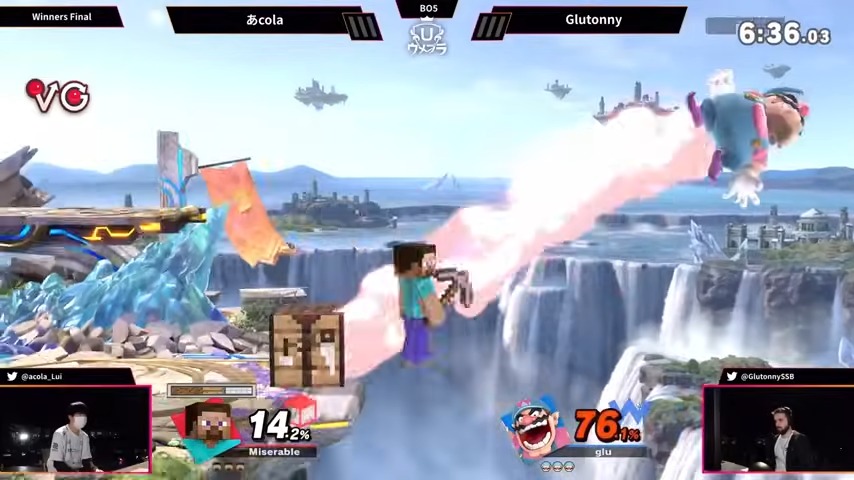 Winners Final
あcola
BO5
Glutonny
6:36.03
U
ウメブラ
VG
@acola_Lui
@GlutonnySSB
14.2%
Miserable
76.1%
W
glu